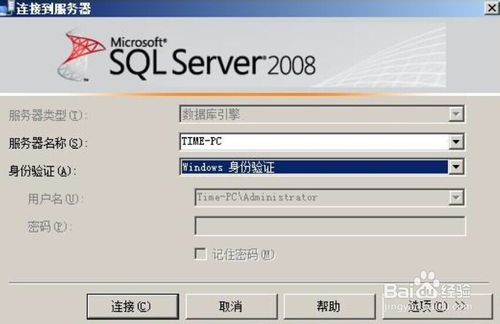 连接到服务器
Microsoft®
SQL Server® 2008
服务器类型(T): 数据库引擎
服务器名称(S): TIME-PC
身份验证(A): Windows 身份验证
用户名(U): Time-PC\Administrator
密码(P):
记住密码(M)
连接(C) 取消 帮助 选项(O) >>
Baidu 经验